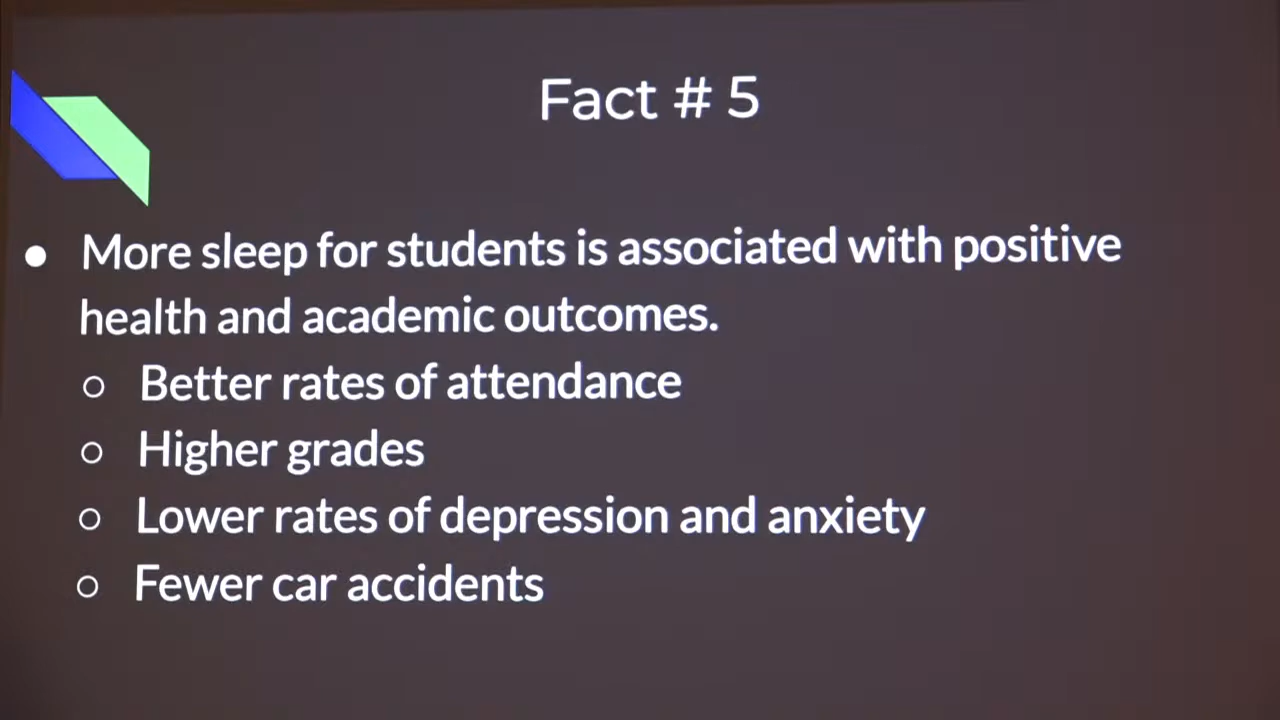 Fact # 5
● More sleep for students is associated with positive
health and academic outcomes.
○ Better rates of attendance
○ Higher grades
○ Lower rates of depression and anxiety
○ Fewer car accidents